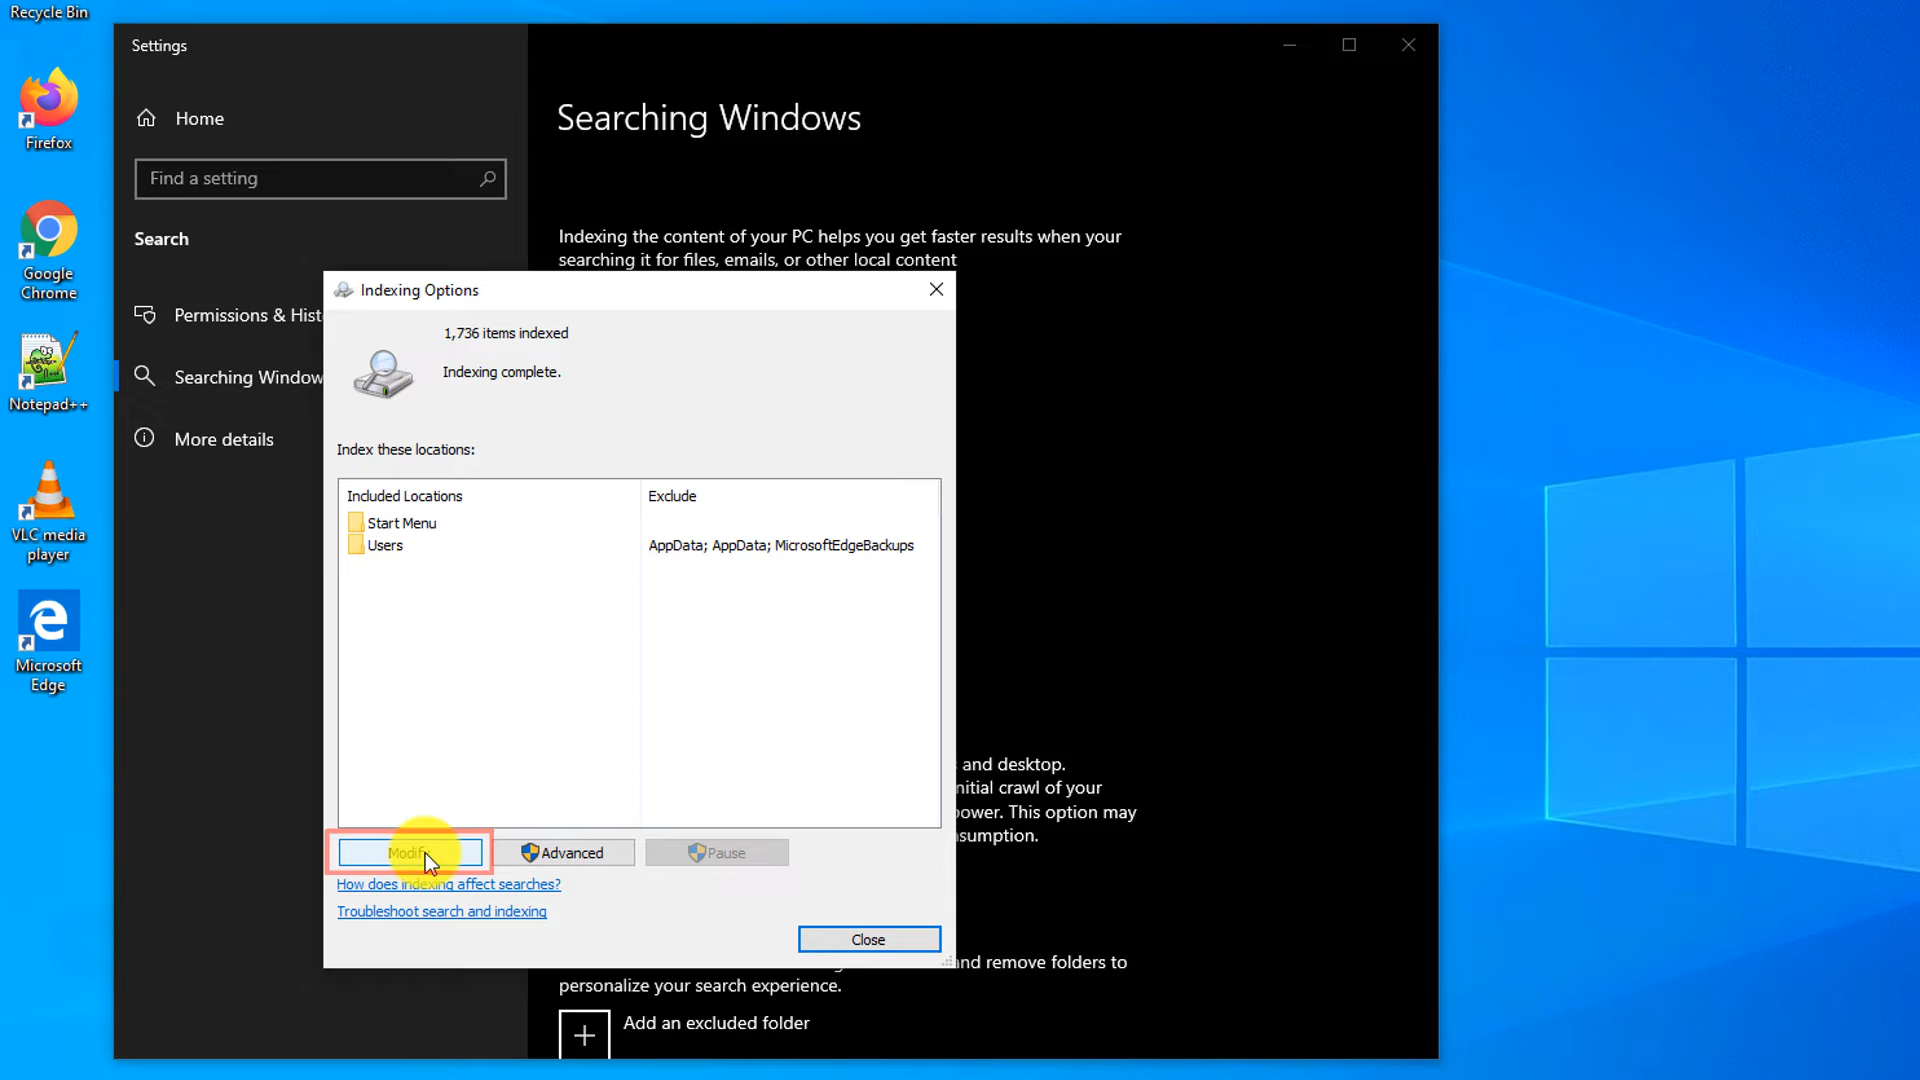 Recycle Bin
Firefox
Google
Chrome
Notepad++
VLC media
player
Microsoft
Edge
Settings
Home
Find a setting
Search
Permissions & Hist
Searching Window
More details
Searching Windows
Indexing the content of your PC helps you get faster results when your
searching it for files, emails, or other local content
Indexing Options
1,736 items indexed
Indexing complete.
Index these locations:
Included Locations
Exclude
Start Menu
Users
AppData; AppData; MicrosoftEdgeBackups
Modify
Advanced
Pause
How does indexing affect searches?
Troubleshoot search and indexing
Close
and desktop.
nitial crawl of your
power. This option may
nsumption.
and remove folders to
personalize your search experience.
Add an excluded folder